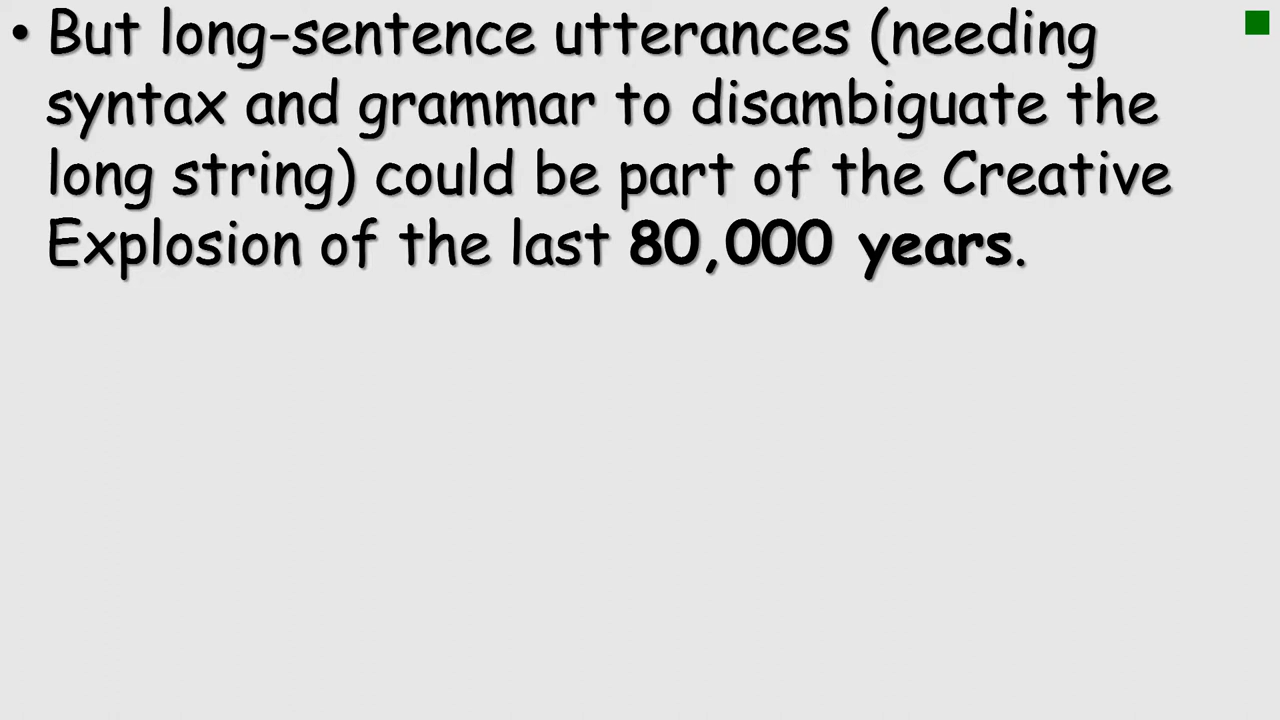 • But long-sentence utterances (needing
syntax and grammar to disambiguate the
long string) could be part of the Creative
Explosion of the last 80,000 years.